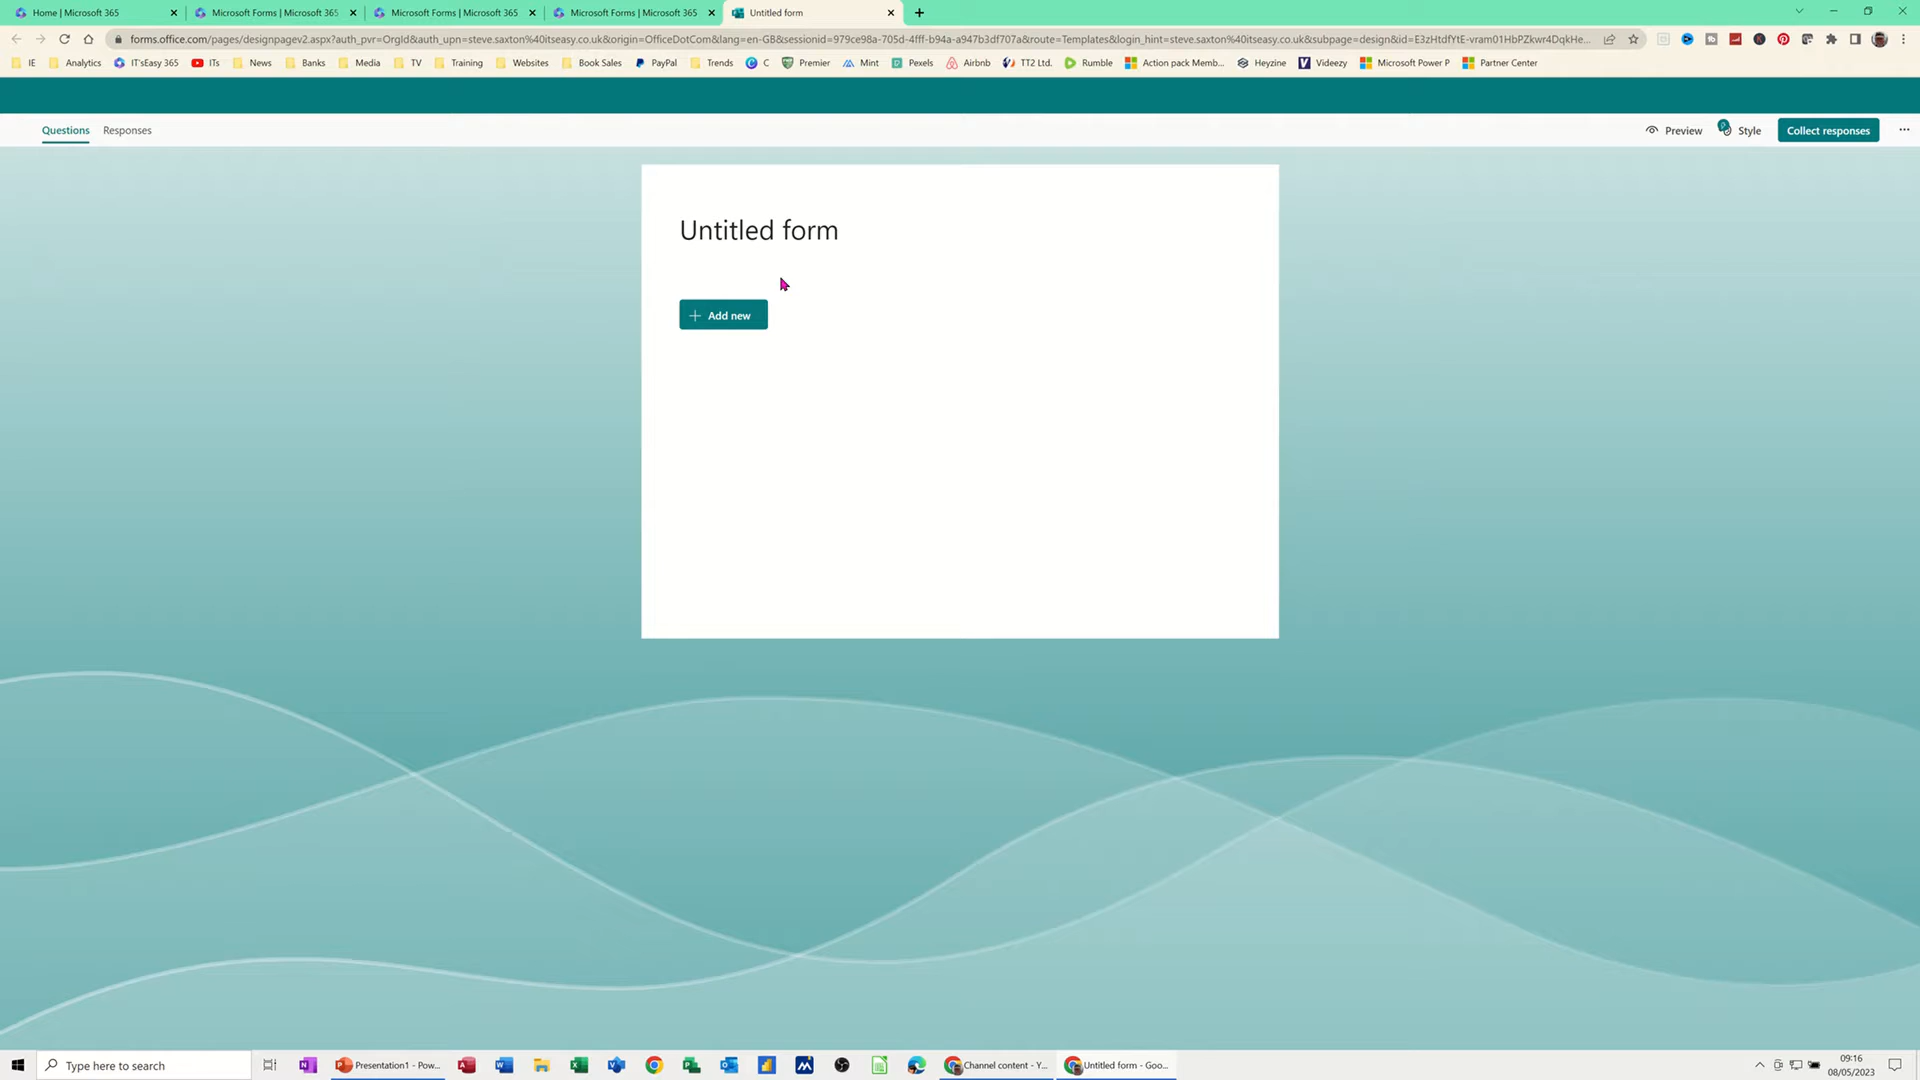 Home | Microsoft 365
Microsoft Forms | Microsoft 365
Microsoft Forms | Microsoft 365
Microsoft Forms | Microsoft 365
Untitled form
forms.office.com/pages/designpagev2.aspx?auth_pvr=OrgId&auth_upn=steve.saxton%40itseasy.co.uk&origin=OfficeDotCom&lang=en-GB&sessionid=979ce98a-705d-4fff-b94a-a947b3df707a&route=Templates&login_hint=steve.saxton%40itseasy.co.uk&subpage=design&id=E3zHtdfYtE-vram01HbPZkwr4DqkHe...
IE
Analytics
IT'sEasy 365
ITs
News
Banks
Media
TV
Training
Websites
Book Sales
PayPal
Trends
C
Premier
Mint
Pexels
Airbnb
TT2 Ltd.
Rumble
Action pack Memb...
Heyzine
Videezy
Microsoft Power P
Partner Center
Questions
Responses
Preview
Style
Collect responses
Untitled form
Add new
Type here to search
Presentation1 - Pow...
Channel content - Y...
Untitled form - Goo...
09:16
08/05/2023